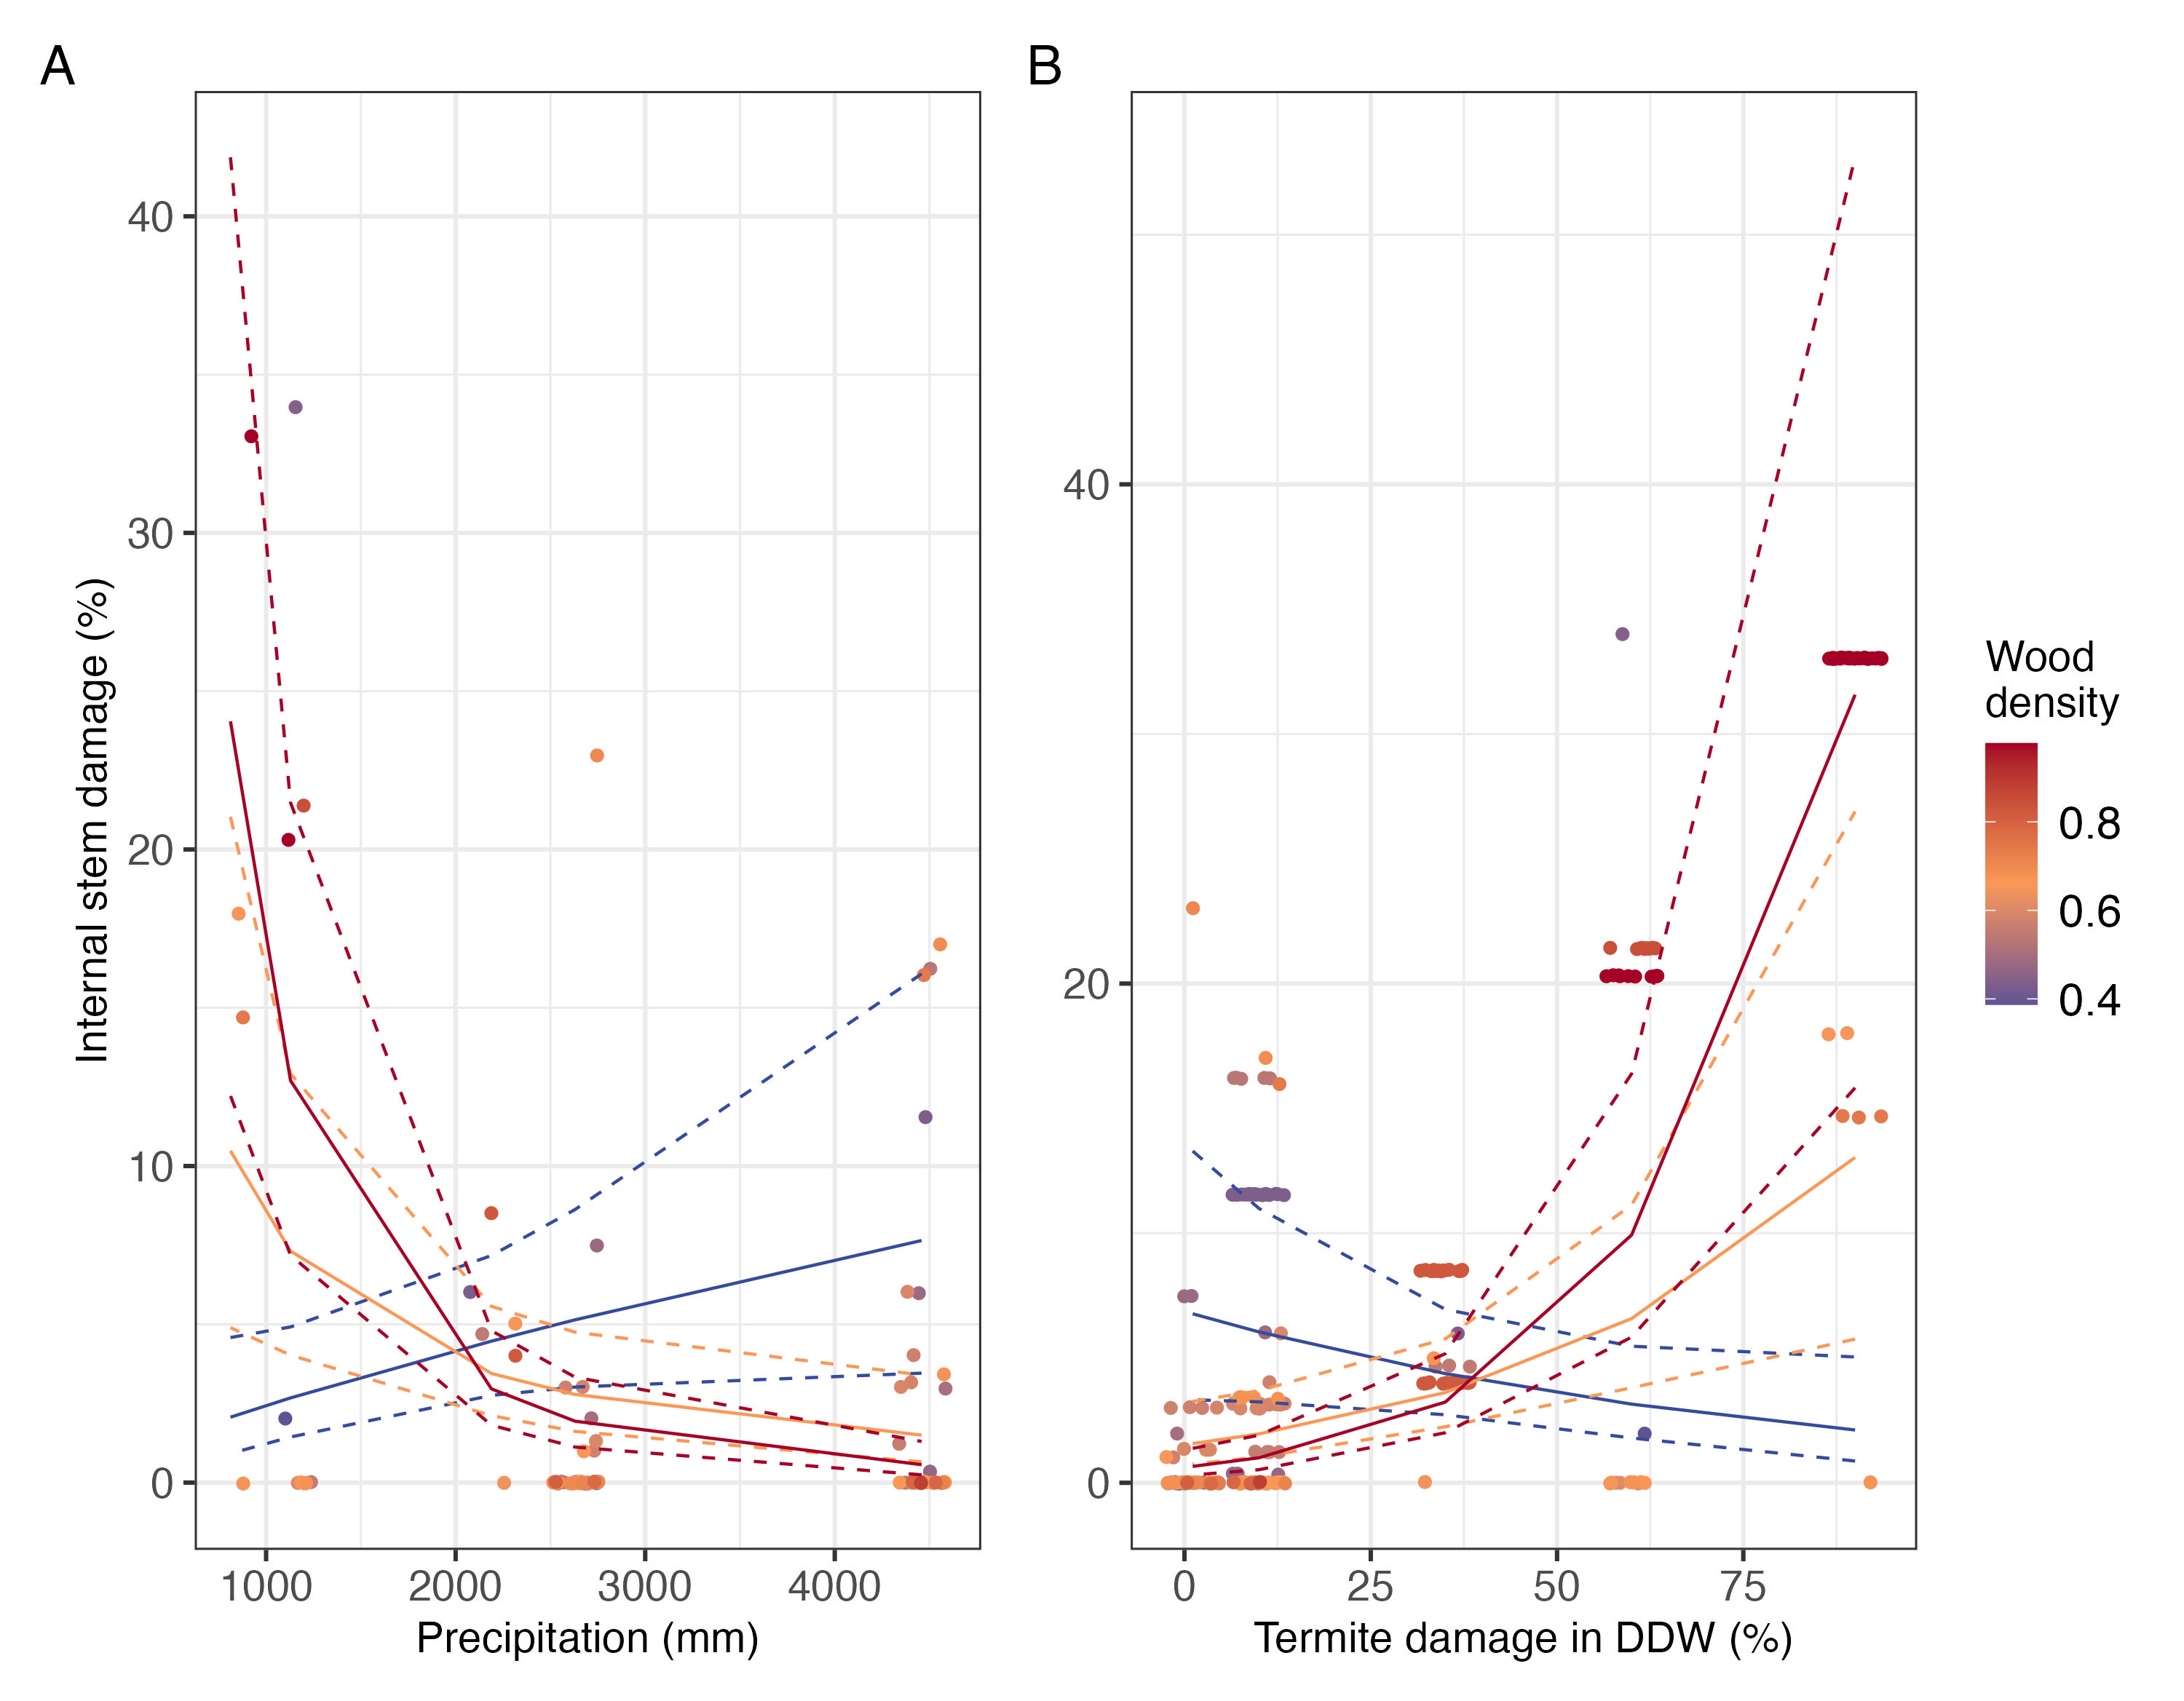 A
B
Internal stem damage (%)
40
30
20
10
0
1000 2000 3000 4000
Precipitation (mm)
40
20
0
0 25 50 75
Termite damage in DDW (%)
Wood
density
0.8
0.6
0.4